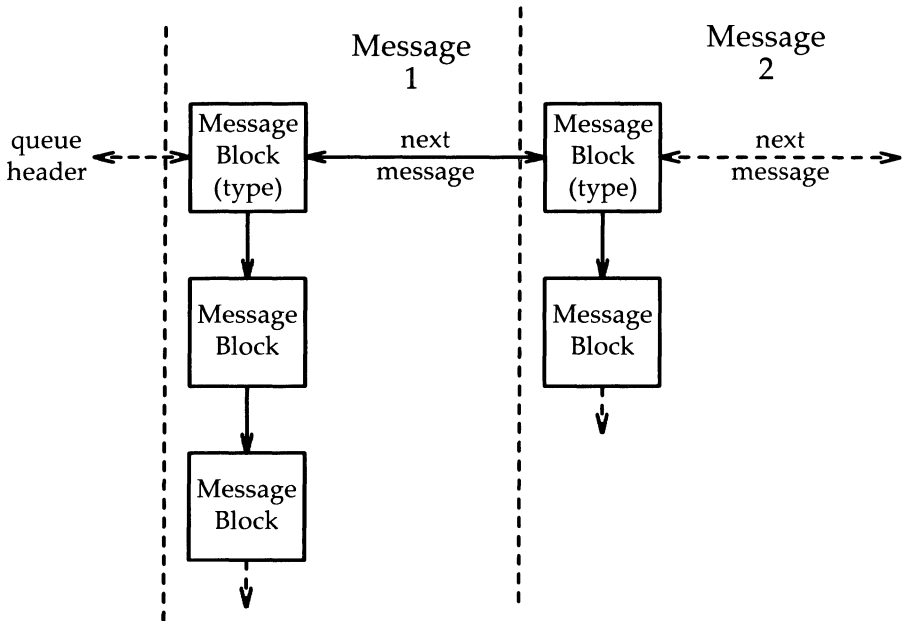 Message
1
Message
2
queue
header
Message
Block
(type)
next
message
Message
Block
(type)
next
message
Message
Block
Message
Block
Message
Block